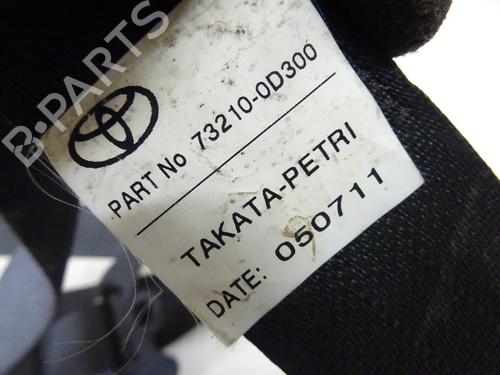 B-PARTS
PART No 73210-0D300
TAKATA-PETRI
DATE: 050711